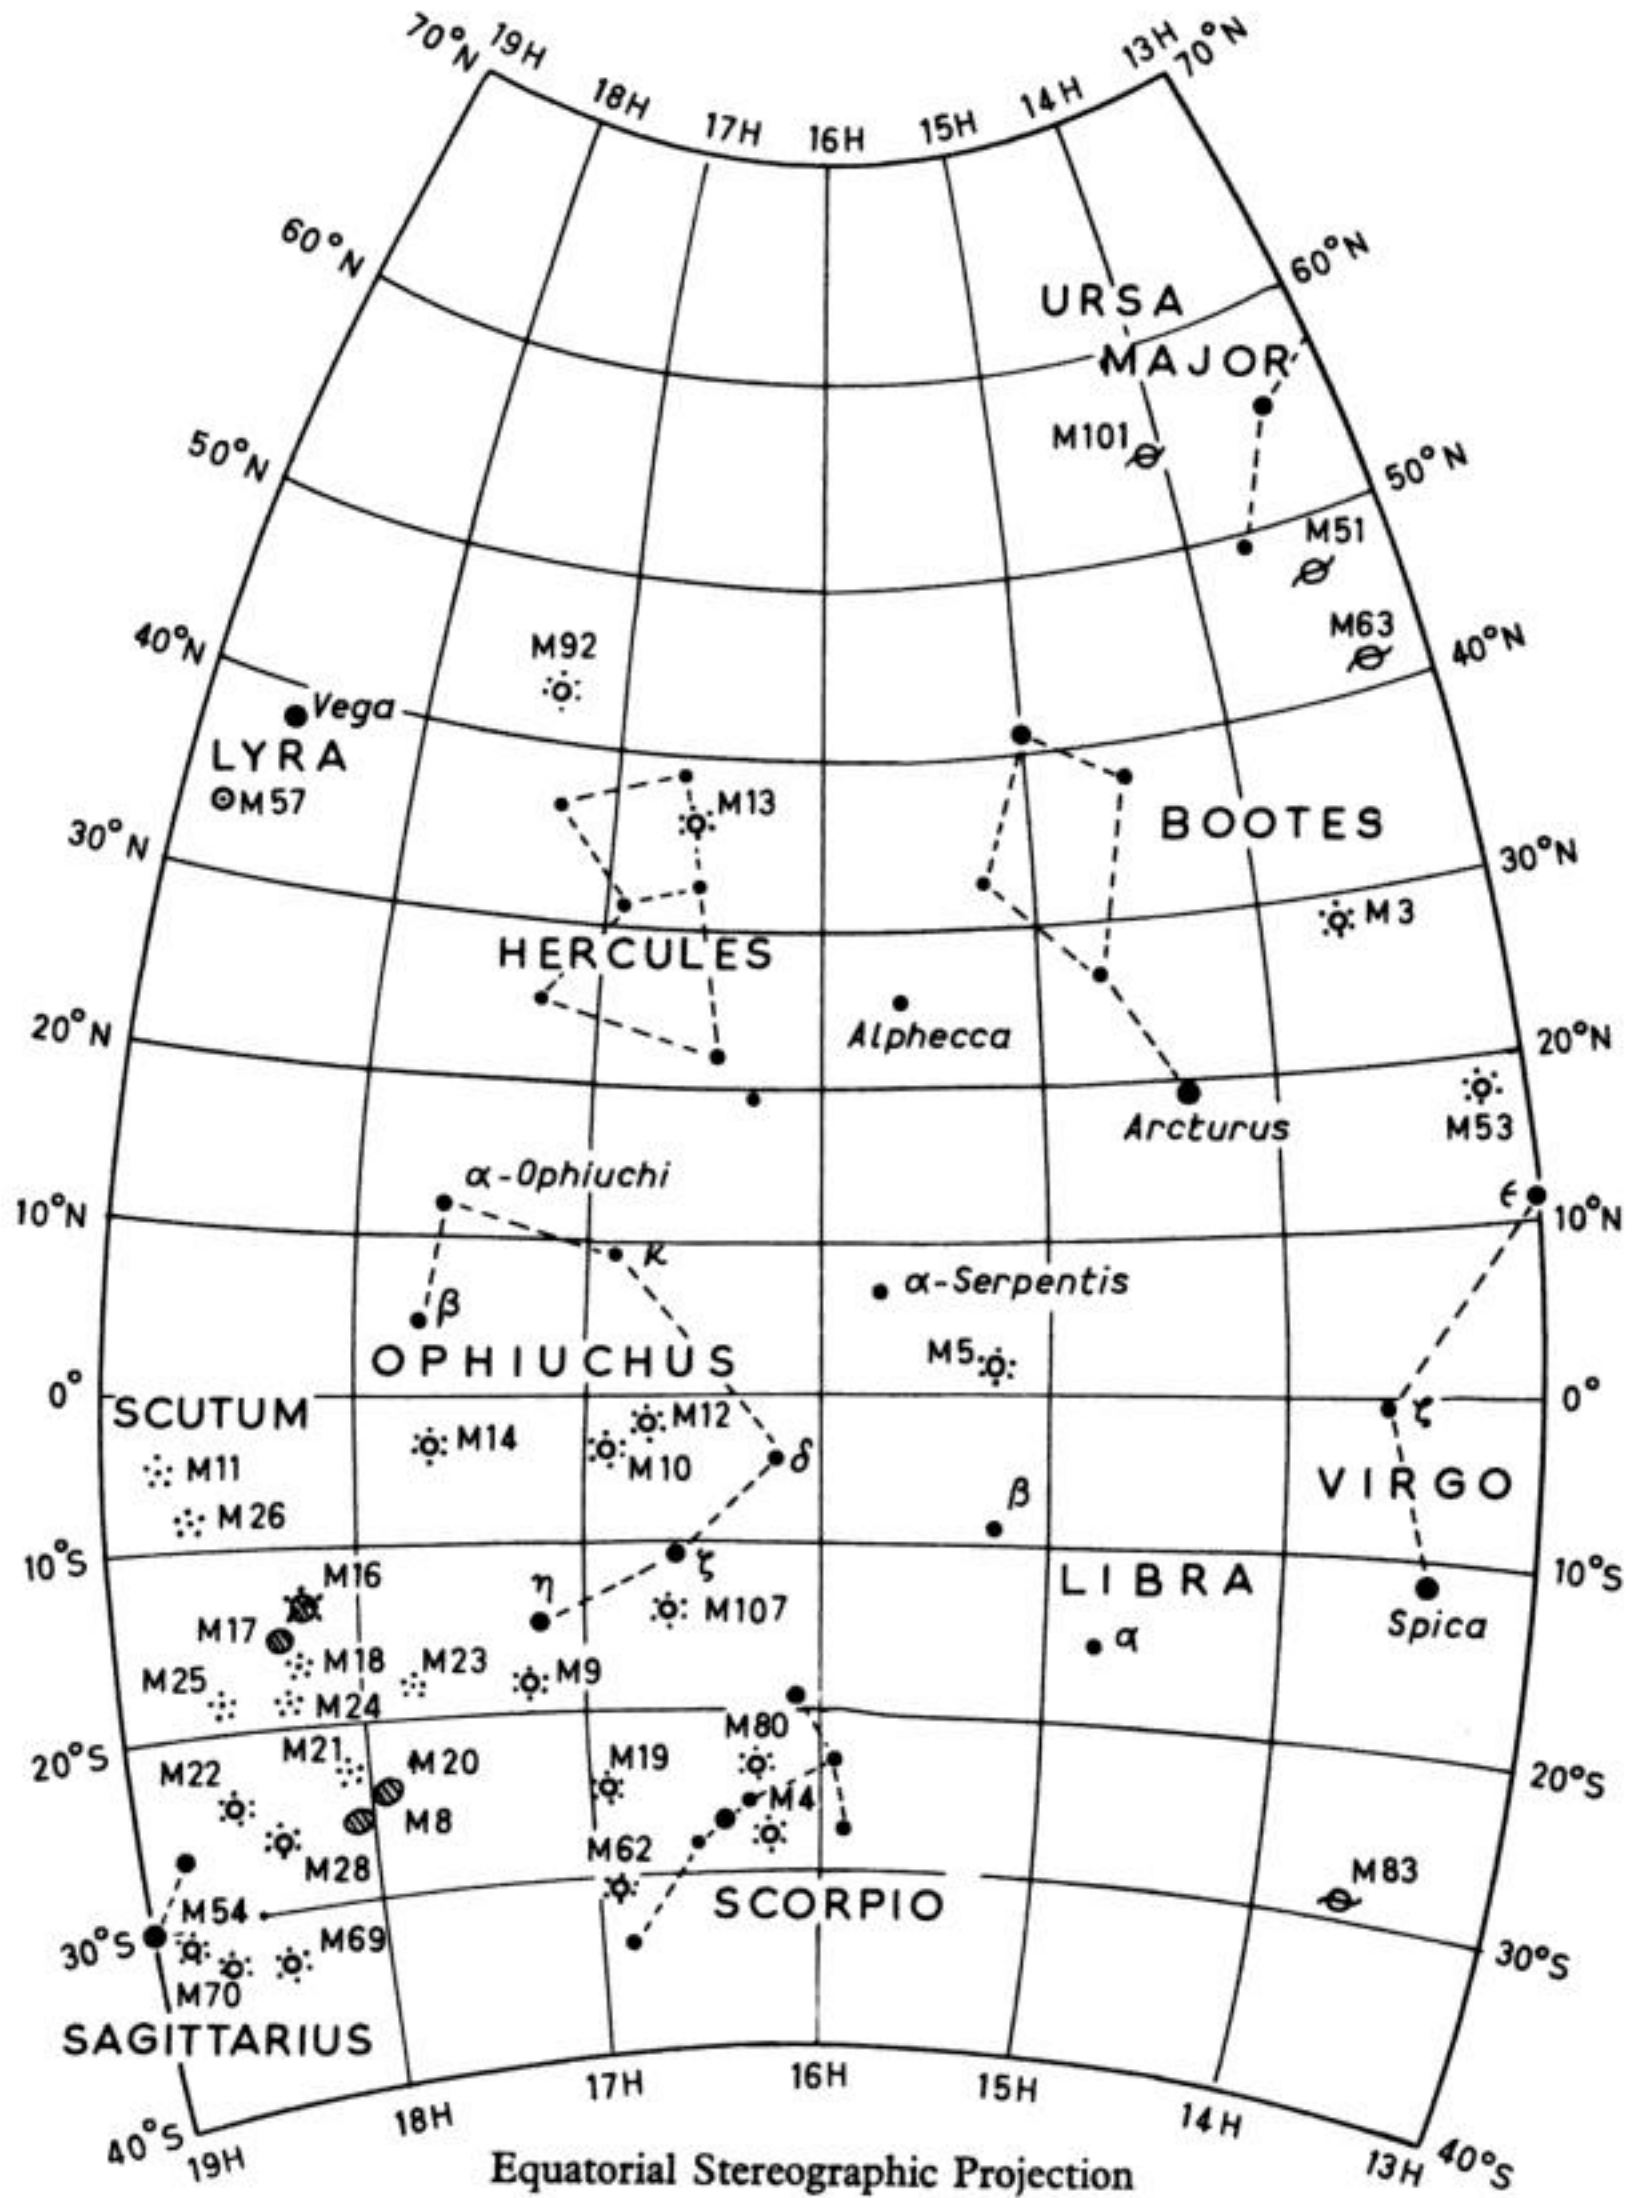 70°N 19H 13H 70°N
18H 14H
17H 16H 15H
60°N 60°N
URSA
MAJOR
M101
50°N 50°N
M51
M63
40°N M92 40°N
Vega
LYRA
M57 M13
BOOTES
30°N 30°N
M3
HERCULES
20°N Alphecca 20°N
Arcturus M53
α-Ophiuchi
10°N ϵ 10°N
κ
α-Serpentis
β
M5
OPHIUCHUS
0° 0°
SCUTUM M12 ζ
M14
M11 M10 δ
VIRGO
M26 β
10°S 10°S
M16 η ζ LIBRA
M17 M107 Spica
M18 M23 M9 α
M25
M24
M80
20°S M21 M20 M19 20°S
M22
M4
M8
M28 M62 M83
M54 SCORPIO
30°S M69 30°S
M70
SAGITTARIUS
17H 16H 15H
18H 14H
40°S 19H 13H 40°S
Equatorial Stereographic Projection